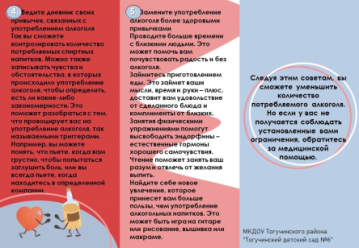 4 Ведите дневник своих
привычек, связанных с
употреблением алкоголя
Так вы сможете
контролировать количество
потребляемых спиртных
напитков. Можно также
записывать чувства и
обстоятельства, в которых
происходило употребление
алкоголя, чтобы определить,
есть ли какие-либо
закономерности. Это
поможет разобраться с тем,
что провоцирует вас на
употребление алкоголя, так
называемыми триггерами.
Например, вы можете
понять, что пьете, когда вам
грустно, чтобы попытаться
заглушить боль, или вы
всегда пьете, когда
находитесь в определенной
компании.
5 Замените употребление
алкоголя более здоровыми
привычками
Проводите больше времени
с близкими людьми. Это
может помочь вам
почувствовать радость и без
алкоголя.
Займитесь приготовлением
еды. Это займет ваши
мысли, время и руки – плюс,
доставит вам удовольствие
от сделанного блюда и
комплименты от близких.
Занятия физическими
упражнениями помогут
высвободить эндорфины –
естественные гормоны
хорошего самочувствия.
Чтение поможет занять ваш
разум и отвлечь от желания
выпить.
Найдите себе новое
увлечение, которое
принесет вам больше
пользы, чем употребление
алкогольных напитков. Это
может быть игра на гитаре
или рисование, вышивка или
макраме.
Следуя этим советам, вы
сможете уменьшить
количество
потребляемого алкоголя.
Но если у вас не
получается соблюдать
установленные вами
ограничения, обратитесь
за медицинской
помощью.
МКДОУ Тогучинского района
"Тогучинский детский сад №6"